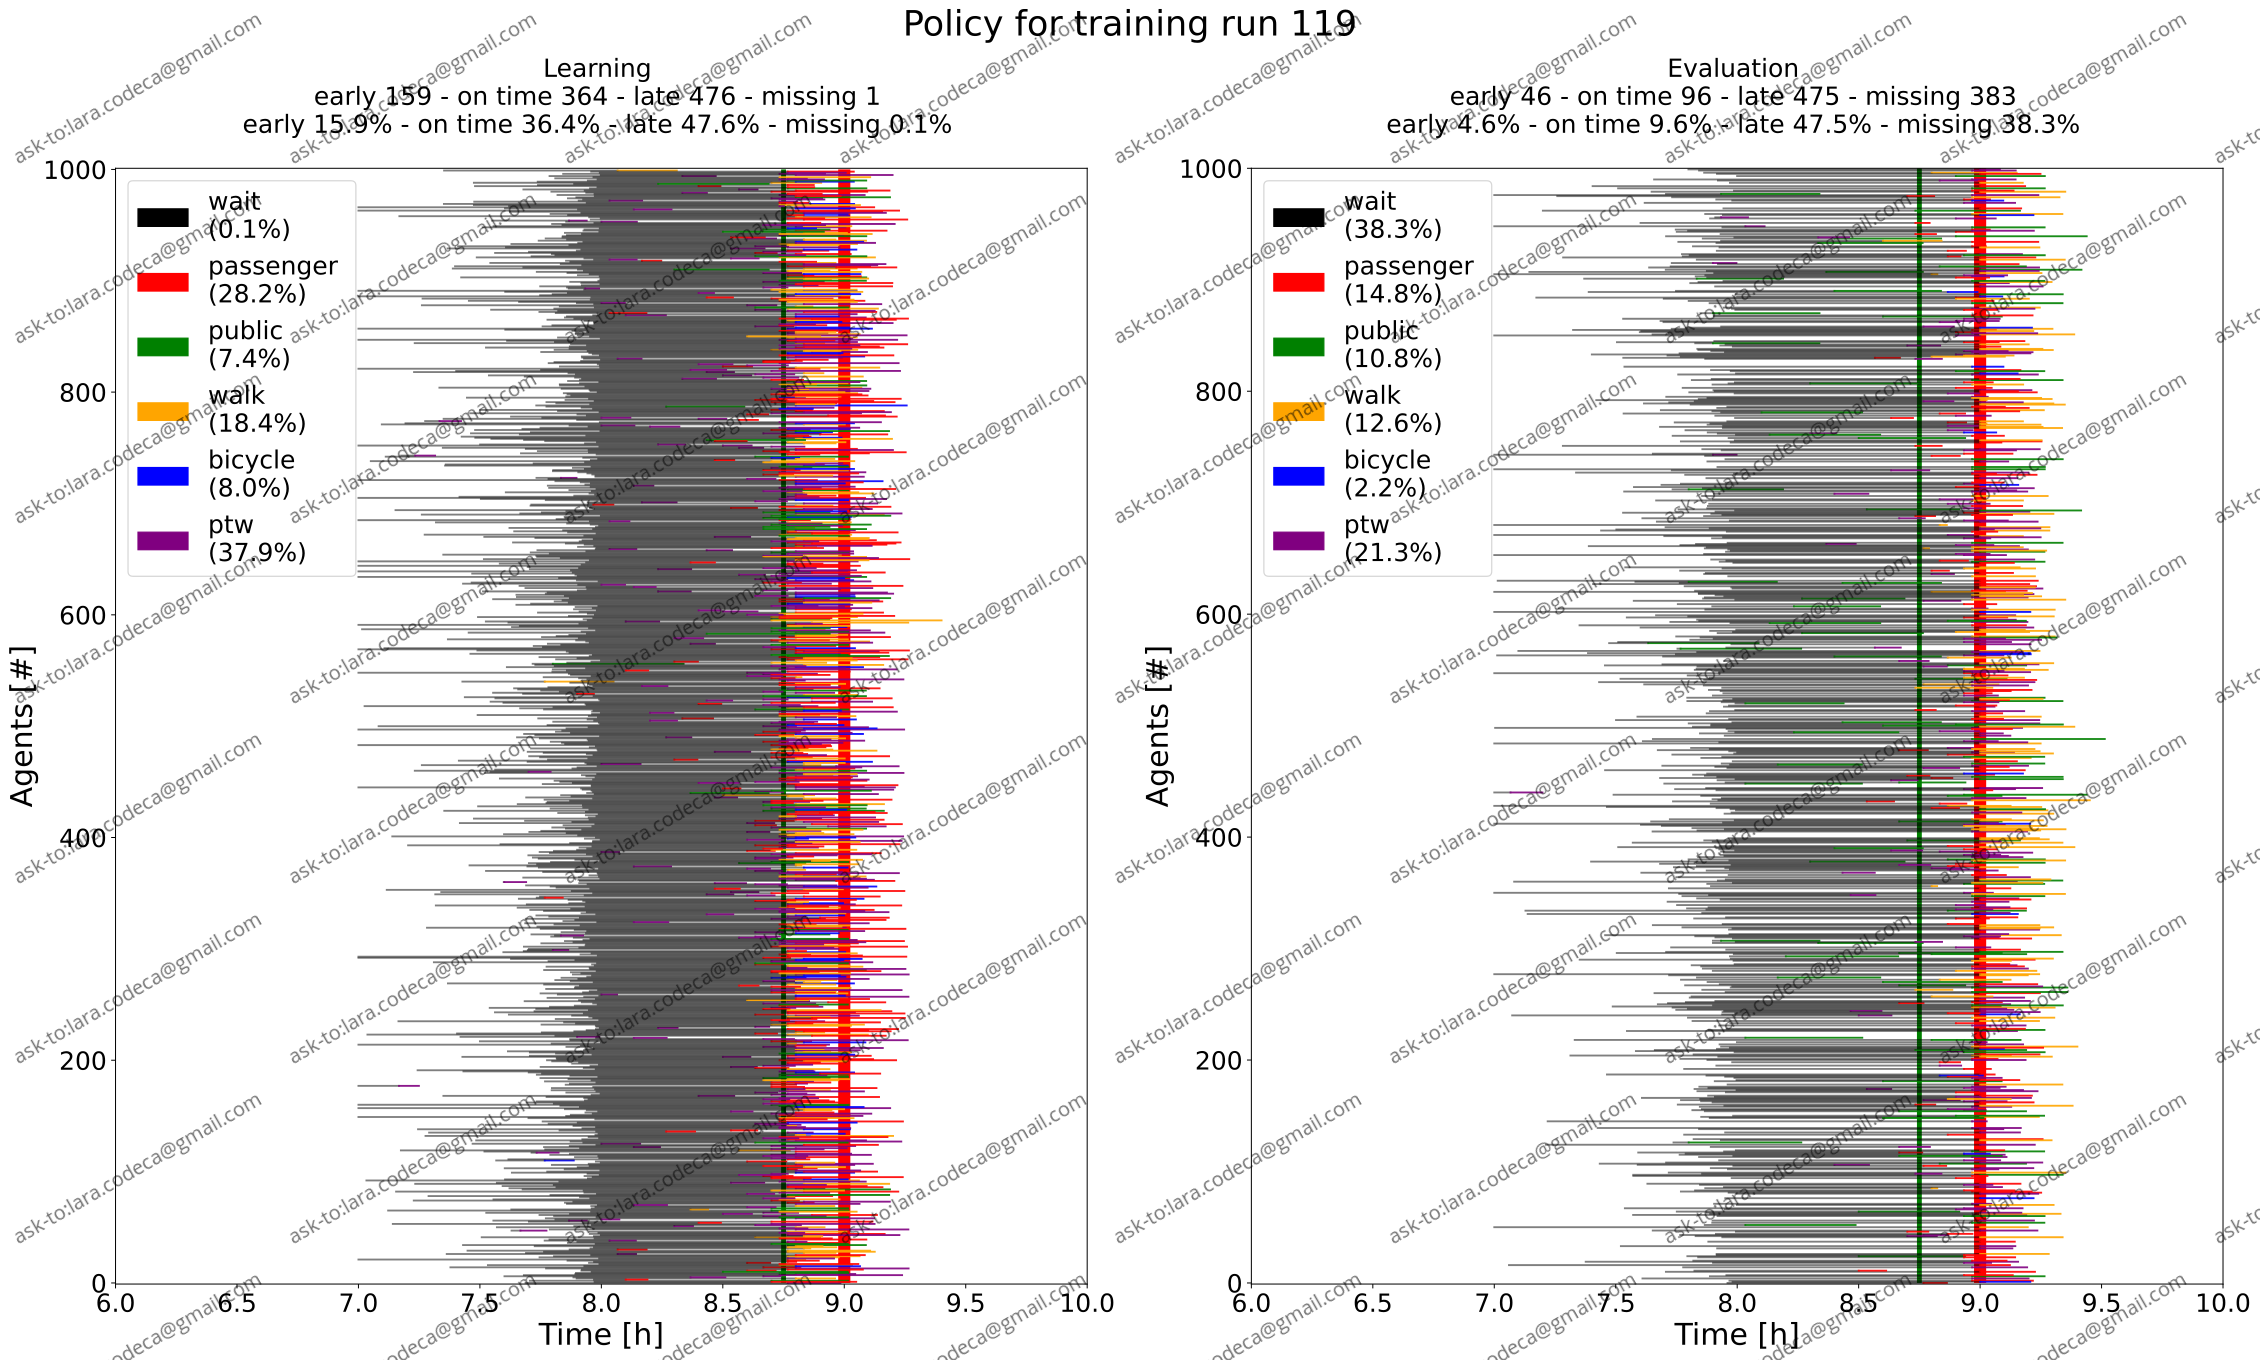 Policy for training run 119
Learning
early 159 - on time 364 - late 476 - missing 1
early 15.9% - on time 36.4% - late 47.6% - missing 0.1%
1000
800
600
400
200
0
Agents [#]
wait
(0.1%)
passenger
(28.2%)
public
(7.4%)
walk
(18.4%)
bicycle
(8.0%)
ptw
(37.9%)
6.0 6.5 7.0 7.5 8.0 8.5 9.0 9.5 10.0
Time [h]
Evaluation
early 46 - on time 96 - late 475 - missing 383
early 4.6% - on time 9.6% - late 47.5% - missing 38.3%
1000
800
600
400
200
0
Agents [#]
wait
(38.3%)
passenger
(14.8%)
public
(10.8%)
walk
(12.6%)
bicycle
(2.2%)
ptw
(21.3%)
6.0 6.5 7.0 7.5 8.0 8.5 9.0 9.5 10.0
Time [h]
ask-to:lara.codeca@gmail.com